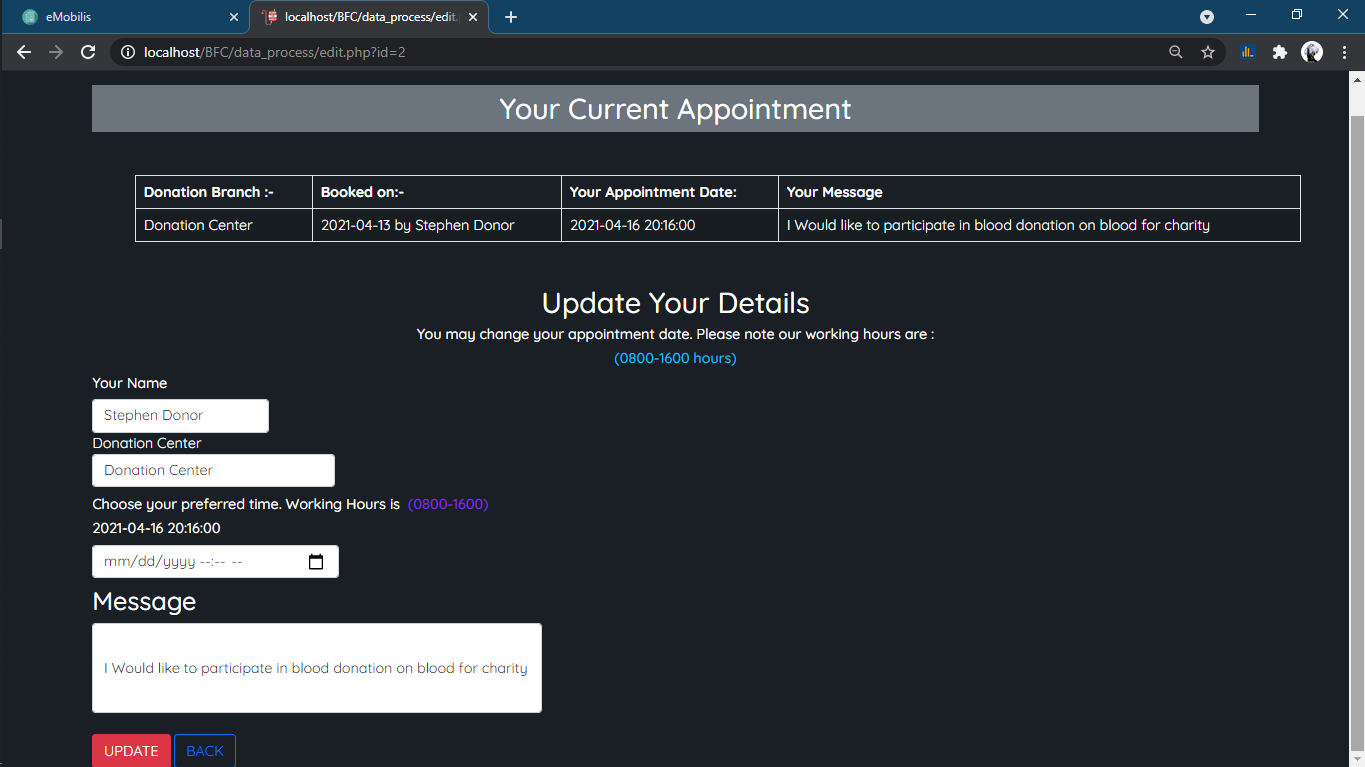 eMobilis
localhost/BFC/data_process/edit.
localhost/BFC/data_process/edit.php?id=2
Your Current Appointment
Donation Branch :- Booked on:- Your Appointment Date: Your Message
Donation Center 2021-04-13 by Stephen Donor 2021-04-16 20:16:00 I Would like to participate in blood donation on blood for charity
Update Your Details
You may change your appointment date. Please note our working hours are :
(0800-1600 hours)
Your Name
Stephen Donor
Donation Center
Donation Center
Choose your preferred time. Working Hours is (0800-1600)
2021-04-16 20:16:00
mm/dd/yyyy --:-- --
Message
I Would like to participate in blood donation on blood for charity
UPDATE BACK